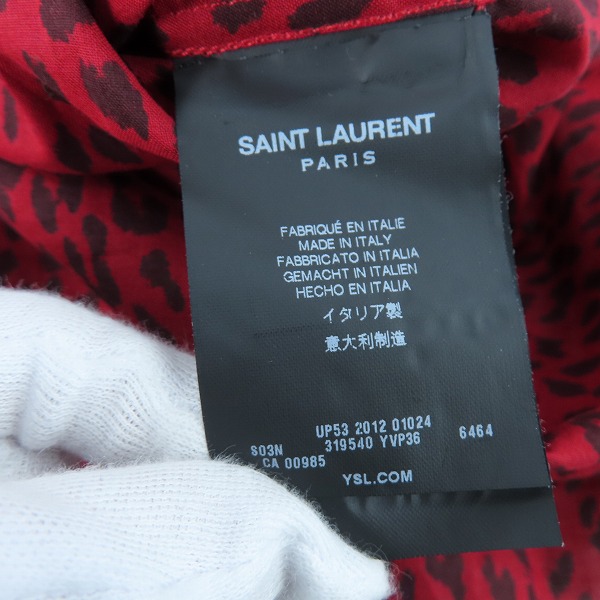 SAINT LAURENT
PARIS
FABRIQUÉ EN ITALIE
MADE IN ITALY
FABBRICATO IN ITALIA
GEMACHT IN ITALIEN
HECHO EN ITALIA
イタリア製
意大利制造
UP53 2012 01024
S03N 319540 YVP36 6464
CA 00985
YSL.COM